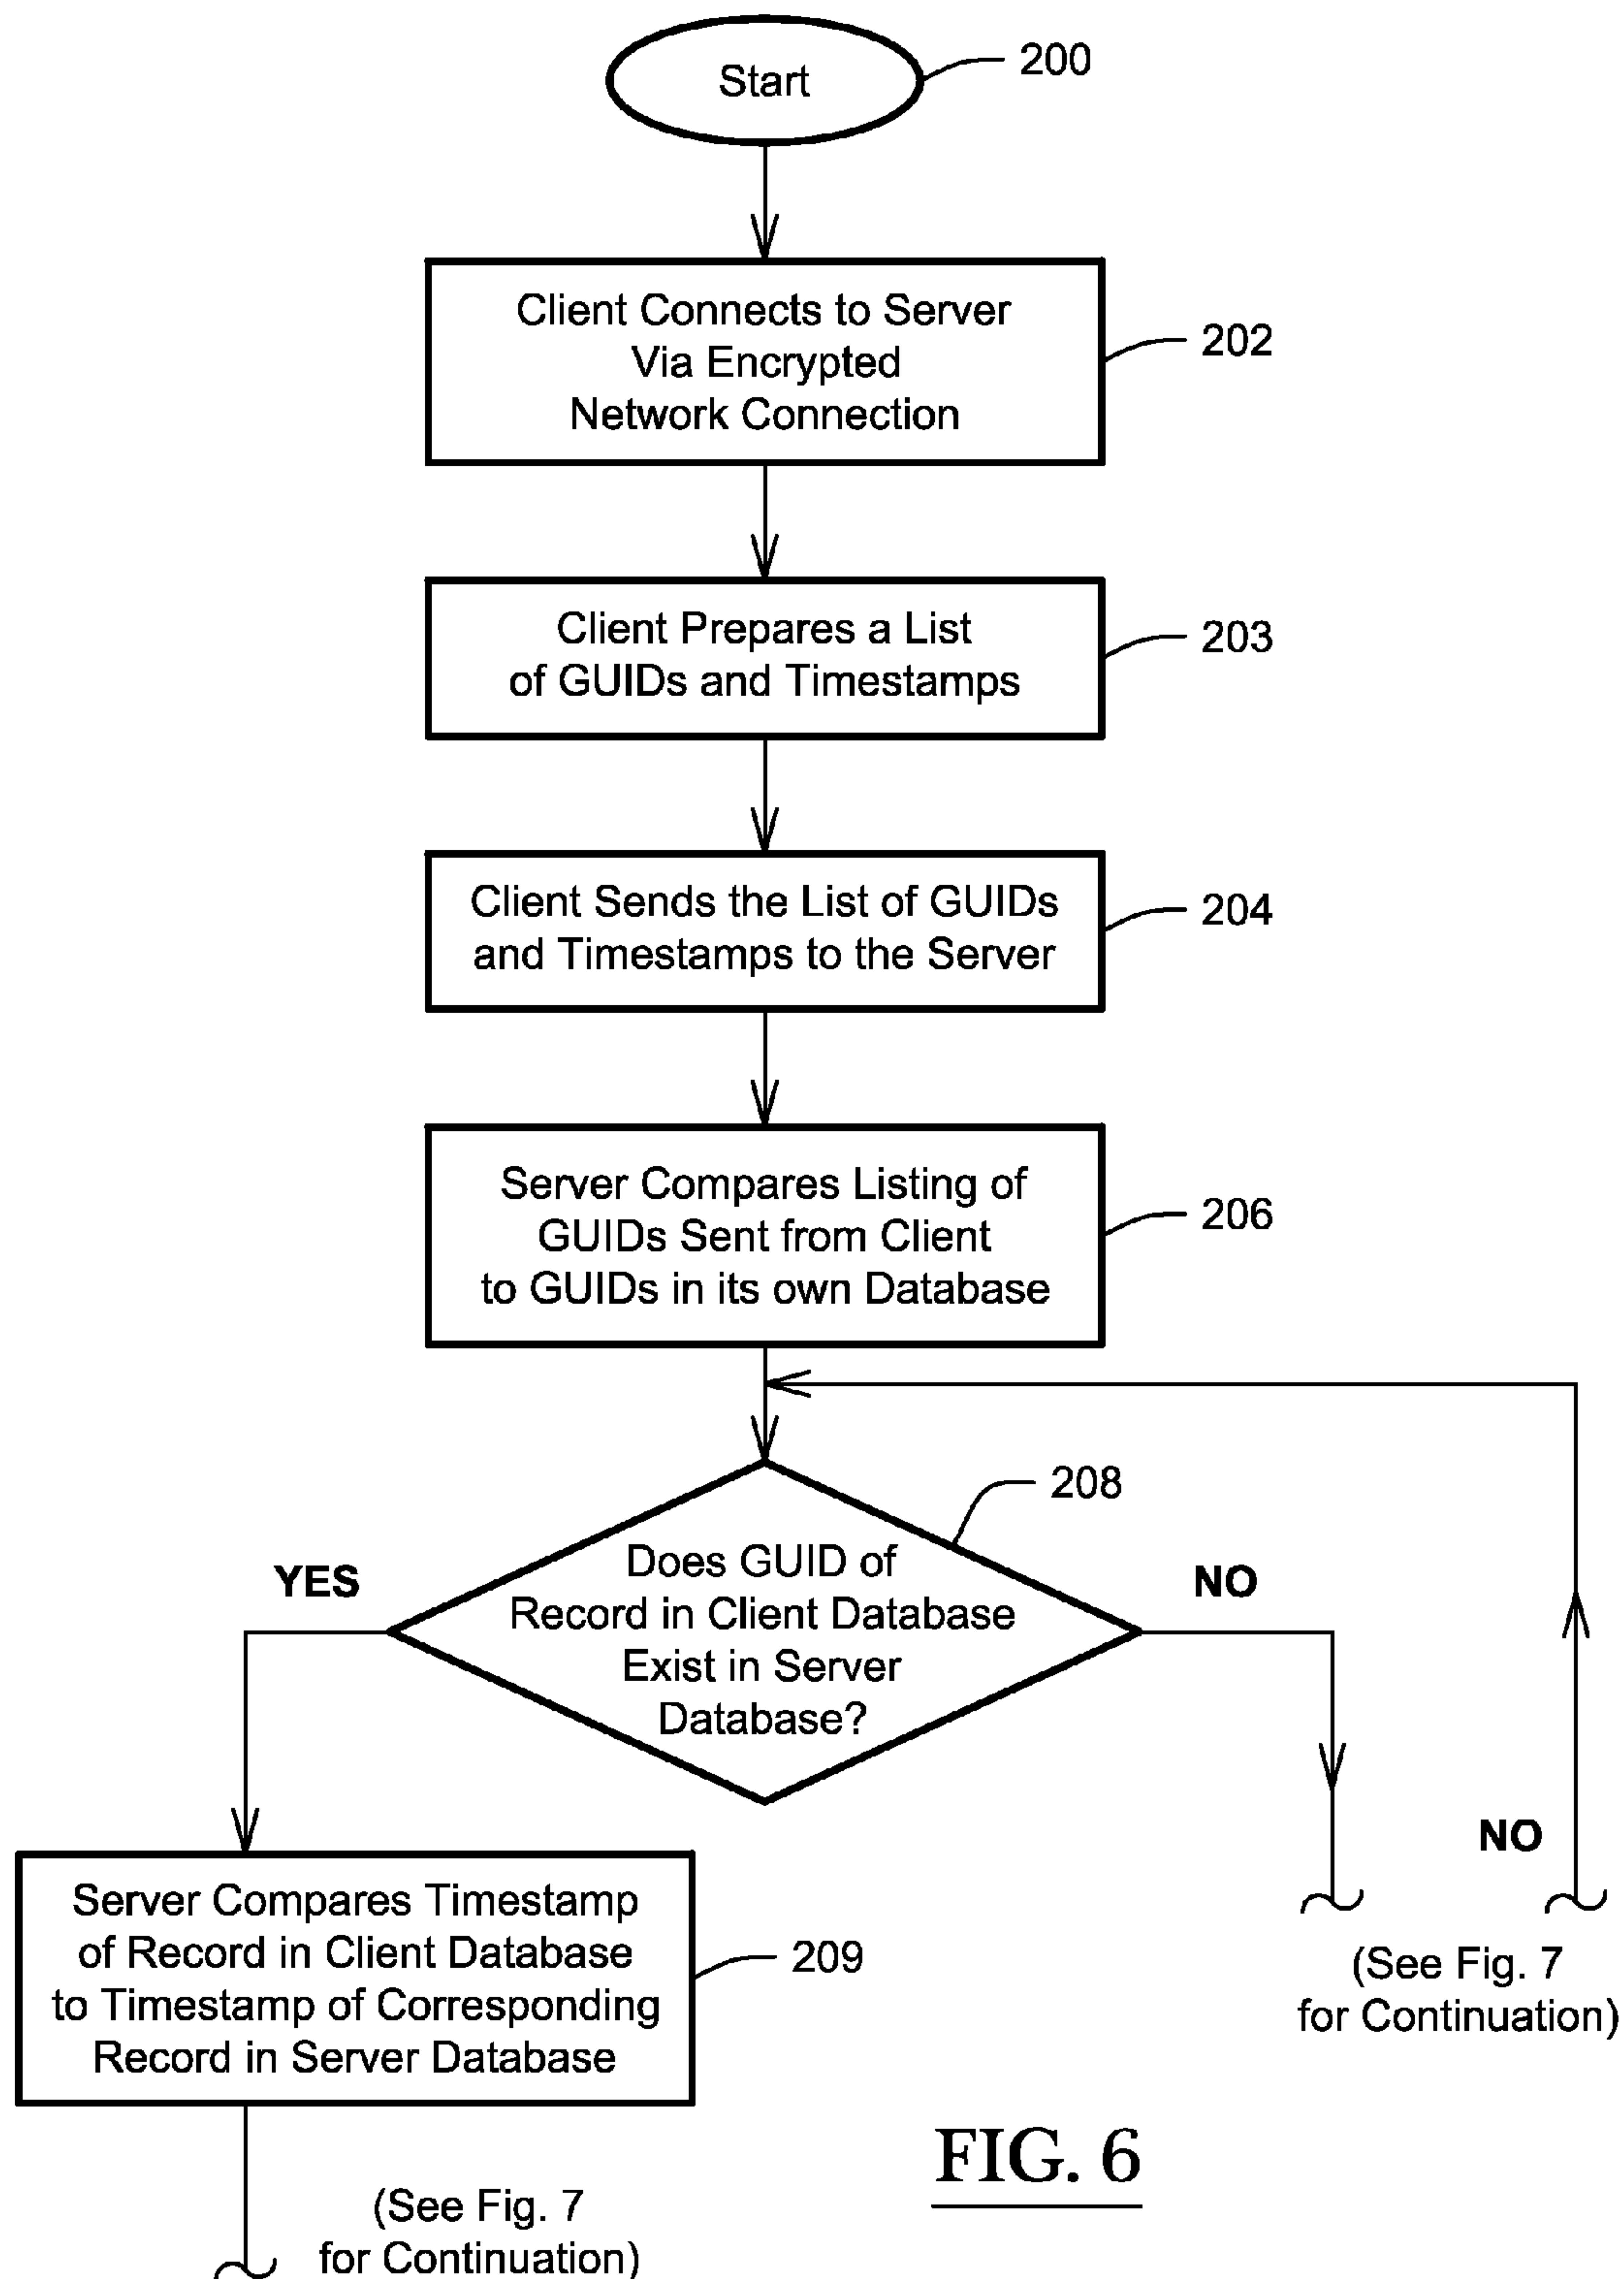 Start
200
Client Connects to Server
Via Encrypted
Network Connection
202
Client Prepares a List
of GUIDs and Timestamps
203
Client Sends the List of GUIDs
and Timestamps to the Server
204
Server Compares Listing of
GUIDs Sent from Client
to GUIDs in its own Database
206
208
Does GUID of
Record in Client Database
Exist in Server
Database?
YES
NO
NO
Server Compares Timestamp
of Record in Client Database
to Timestamp of Corresponding
Record in Server Database
209
(See Fig. 7
for Continuation)
FIG. 6
(See Fig. 7
for Continuation)